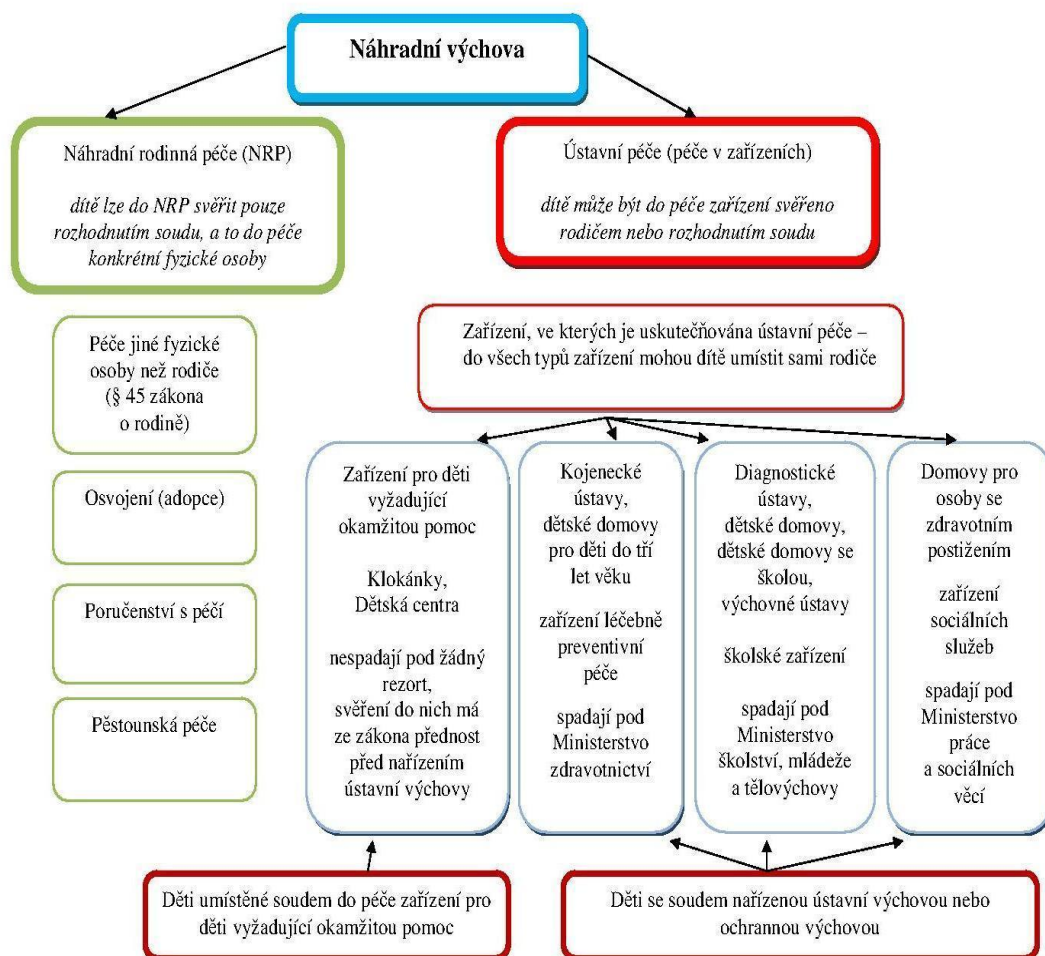 Náhradní výchova
Náhradní rodinná péče (NRP)
dítě lze do NRP svěřit pouze
rozhodnutím soudu, a to do péče
konkrétní fyzické osoby
Ústavní péče (péče v zařízeních)
dítě může být do péče zařízení svěřeno
rodičem nebo rozhodnutím soudu
Péče jiné fyzické
osoby než rodiče
(§ 45 zákona
o rodině)
Osvojení (adopce)
Poručenství s péčí
Pěstounská péče
Zařízení, ve kterých je uskutečňována ústavní péče –
do všech typů zařízení mohou dítě umístit sami rodiče
Zařízení pro děti
vyžadující
okamžitou pomoc
Klokánky,
Dětská centra
nespadají pod žádný
rezort,
svěření do nich má
ze zákona přednost
před nařízením
ústavní výchovy
Kojenecké
ústavy,
dětské domovy
pro děti do tří
let věku
zařízení léčebně
preventivní
péče
spadají pod
Ministerstvo
zdravotnictví
Diagnostické
ústavy,
dětské domovy,
dětské domovy se
školou,
výchovné ústavy
školské zařízení
spadají pod
Ministerstvo
školství, mládeže
a tělovýchovy
Domovy pro
osoby se
zdravotním
postižením
zařízení
sociálních
služeb
spadají pod
Ministerstvo
práce
a sociálních
věcí
Děti umístěné soudem do péče zařízení pro
děti vyžadující okamžitou pomoc
Děti se soudem nařízenou ústavní výchovou nebo
ochrannou výchovou